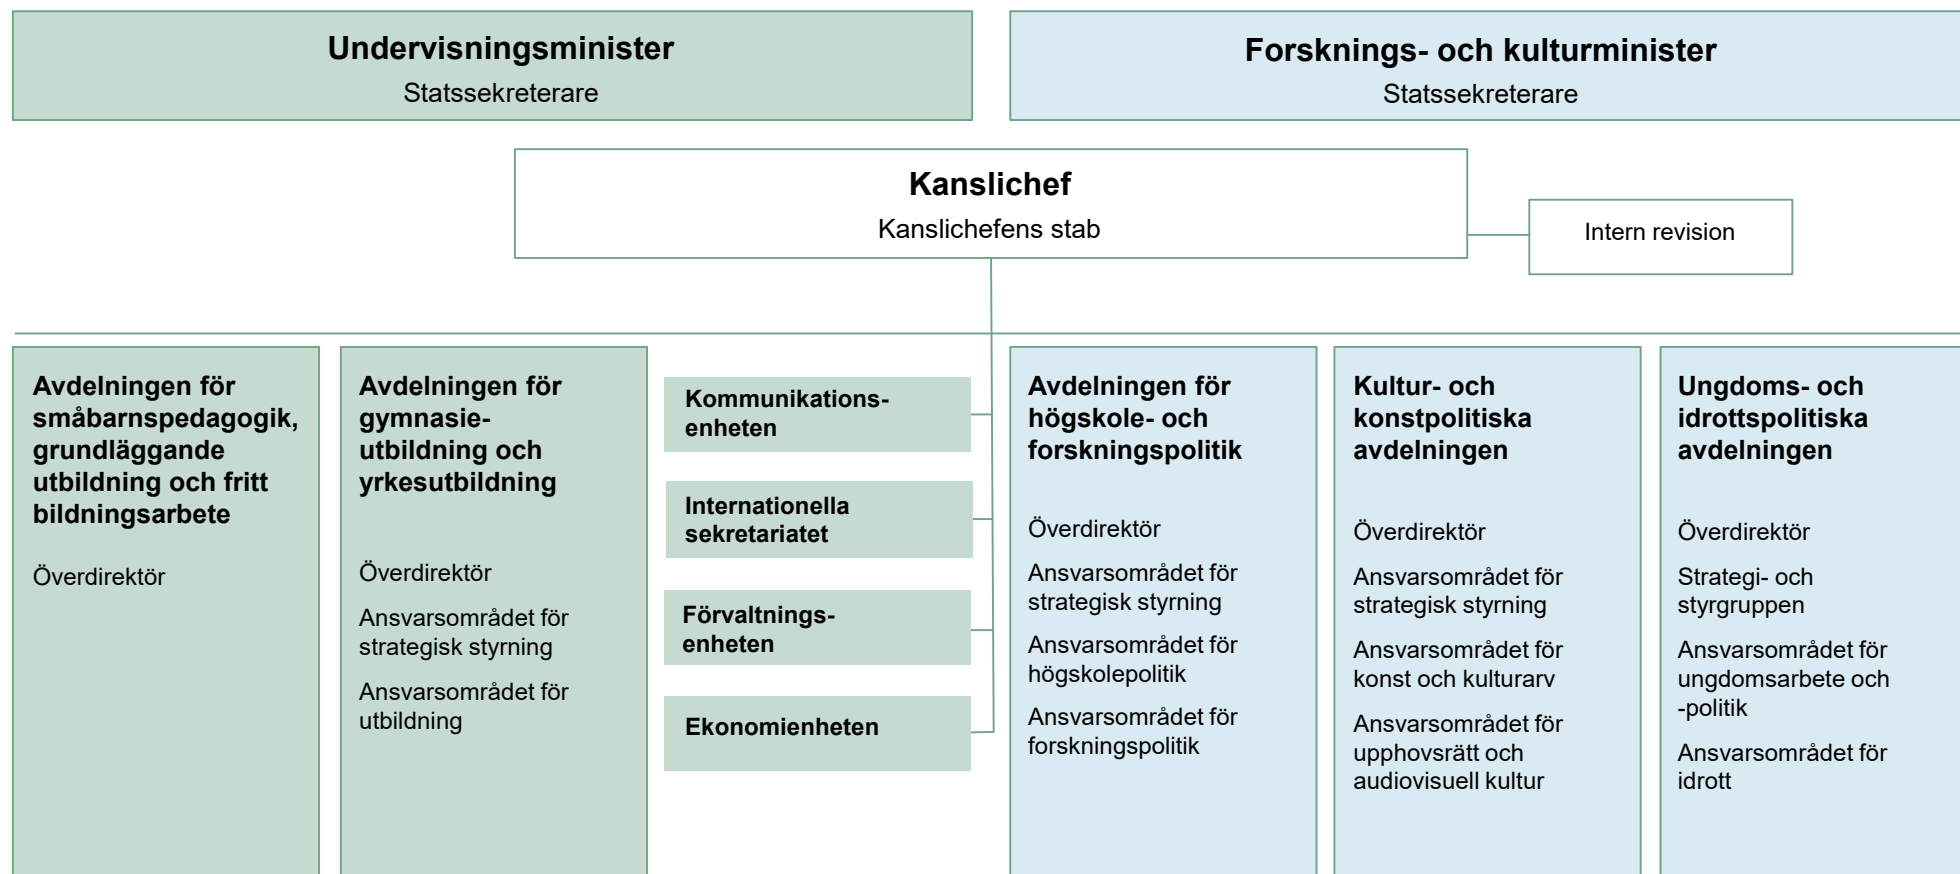 Undervisningsminister
Statssekreterare
Forsknings- och kulturminister
Statssekreterare
Kanslichef
Kanslichefens stab
Intern revision
Avdelningen för
småbarnspedagogik,
grundläggande
utbildning och fritt
bildningsarbete
Överdirektör
Avdelningen för
gymnasie-
utbildning och
yrkesutbildning
Överdirektör
Ansvarsområdet för
strategisk styrning
Ansvarsområdet för
utbildning
Kommunikations-
enheten
Internationella
sekretariatet
Förvaltnings-
enheten
Ekonomienheten
Avdelningen för
högskole- och
forskningspolitik
Överdirektör
Ansvarsområdet för
strategisk styrning
Ansvarsområdet för
högskolepolitik
Ansvarsområdet för
forskningspolitik
Kultur- och
konstpolitiska
avdelningen
Överdirektör
Ansvarsområdet för
strategisk styrning
Ansvarsområdet för
konst och kulturarv
Ansvarsområdet för
upphovsrätt och
audiovisuell kultur
Ungdoms- och
idrottspolitiska
avdelningen
Överdirektör
Strategi- och
styrgruppen
Ansvarsområdet för
ungdomsarbete och
-politik
Ansvarsområdet för
idrott